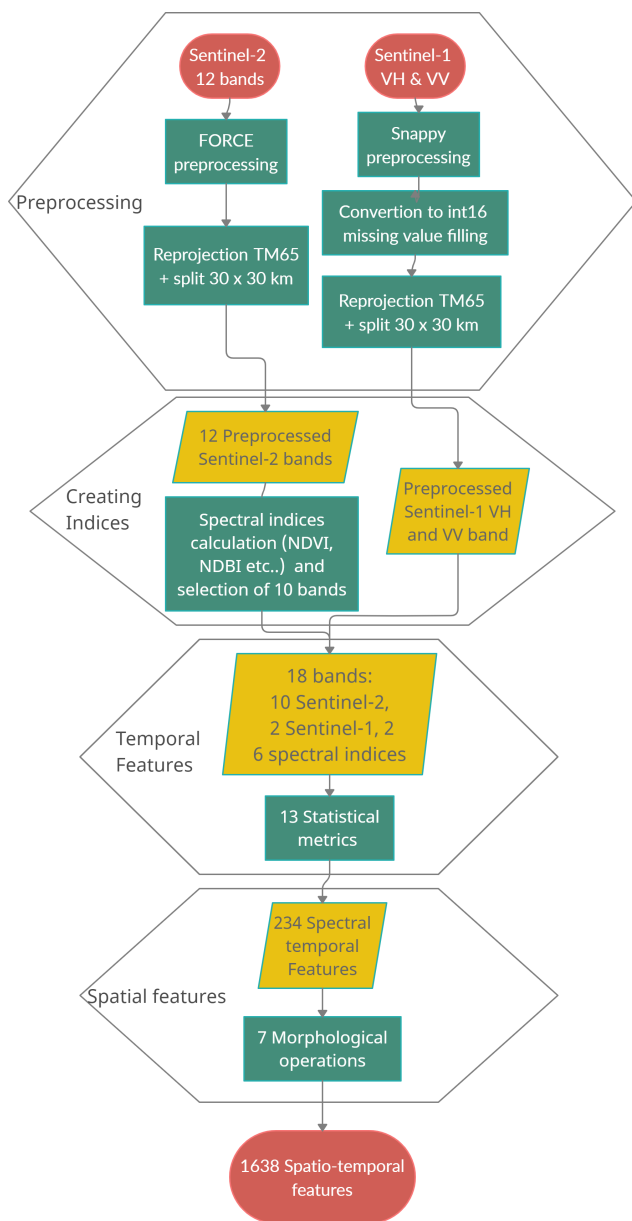 Sentinel-2
12 bands
Sentinel-1
VH & VV
FORCE
preprocessing
Snappy
preprocessing
Preprocessing
Convertion to int16
missing value filling
Reprojection TM65
+ split 30 x 30 km
Reprojection TM65
+ split 30 x 30 km
12 Preprocessed
Sentinel-2 bands
Creating
Indices
Preprocessed
Sentinel-1 VH
and VV band
Spectral indices
calculation (NDVI,
NDBI etc..) and
selection of 10 bands
18 bands:
10 Sentinel-2,
2 Sentinel-1, 2
6 spectral indices
Temporal
Features
13 Statistical
metrics
234 Spectral
temporal
Features
Spatial features
7 Morphological
operations
1638 Spatio-temporal
features